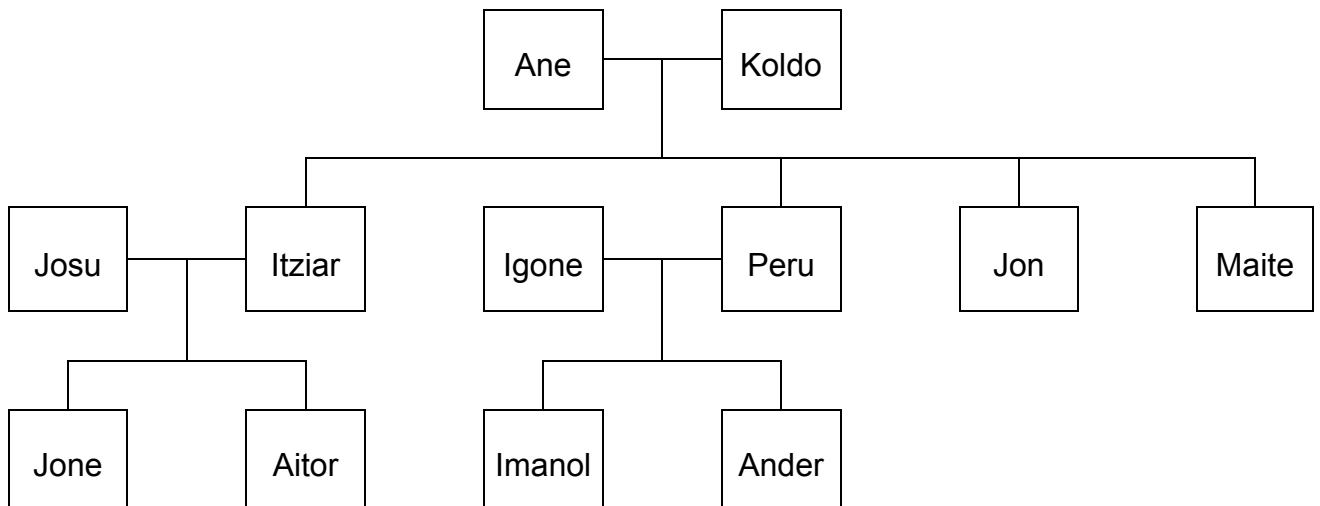 Ane Koldo
Josu Itziar Igone Peru Jon Maite
Jone Aitor Imanol Ander